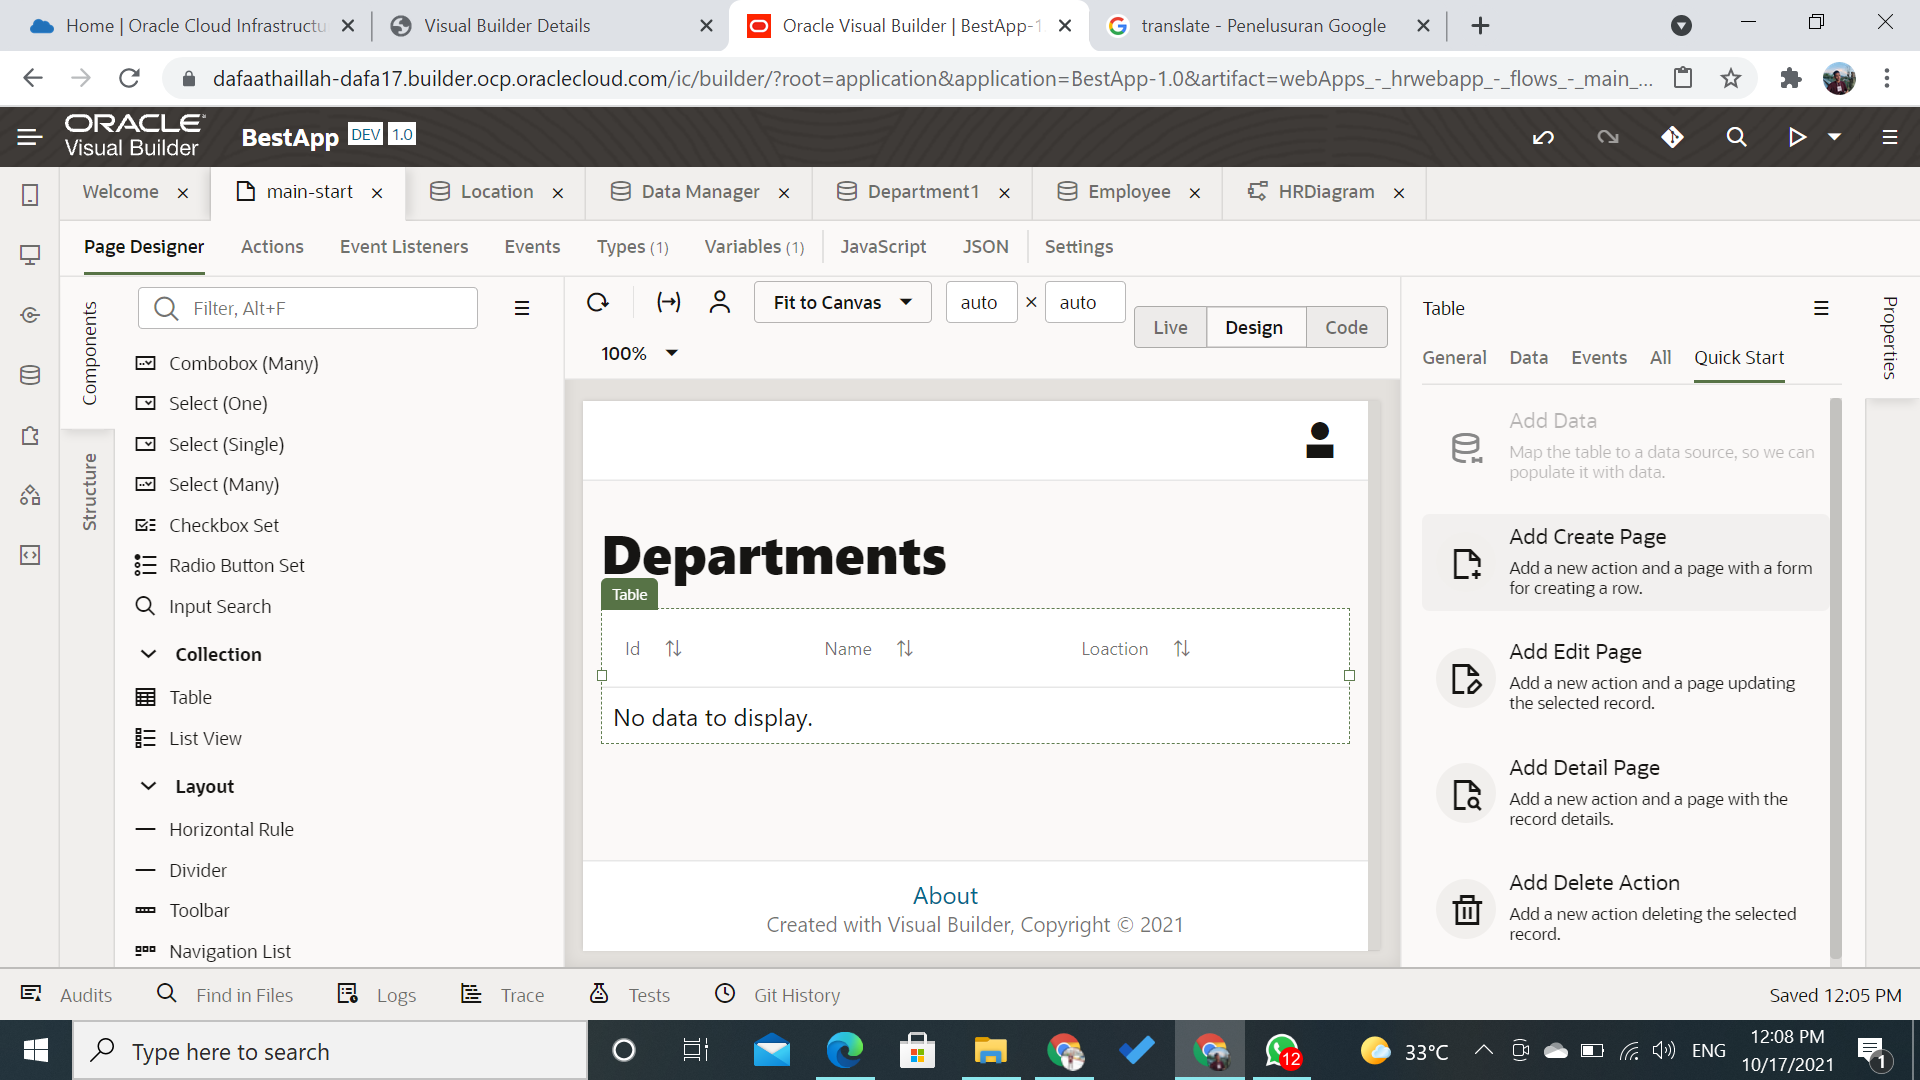 Home | Oracle Cloud Infrastructu
Visual Builder Details
Oracle Visual Builder | BestApp-1
translate - Penelusuran Google
dafaathaillah-dafa17.builder.ocp.oraclecloud.com/ic/builder/?root=application&application=BestApp-1.0&artifact=webApps_-_hrwebapp_-_flows_-_main_...
ORACLE
Visual Builder
BestApp DEV 1.0
Welcome
main-start
Location
Data Manager
Department1
Employee
HRDiagram
Page Designer
Actions
Event Listeners
Events
Types (1)
Variables (1)
JavaScript
JSON
Settings
Components
Structure
Filter, Alt+F
Combobox (Many)
Select (One)
Select (Single)
Select (Many)
Checkbox Set
Radio Button Set
Input Search
Collection
Table
List View
Layout
Horizontal Rule
Divider
Toolbar
Navigation List
Fit to Canvas
auto × auto
Live
Design
Code
100%
Departments
Table
Id
Name
Loaction
No data to display.
About
Created with Visual Builder, Copyright © 2021
Table
Properties
General
Data
Events
All
Quick Start
Add Data
Map the table to a data source, so we can
populate it with data.
Add Create Page
Add a new action and a page with a form
for creating a row.
Add Edit Page
Add a new action and a page updating
the selected record.
Add Detail Page
Add a new action and a page with the
record details.
Add Delete Action
Add a new action deleting the selected
record.
Audits
Find in Files
Logs
Trace
Tests
Git History
Saved 12:05 PM
Type here to search
12
33°C
ENG
12:08 PM
10/17/2021
1